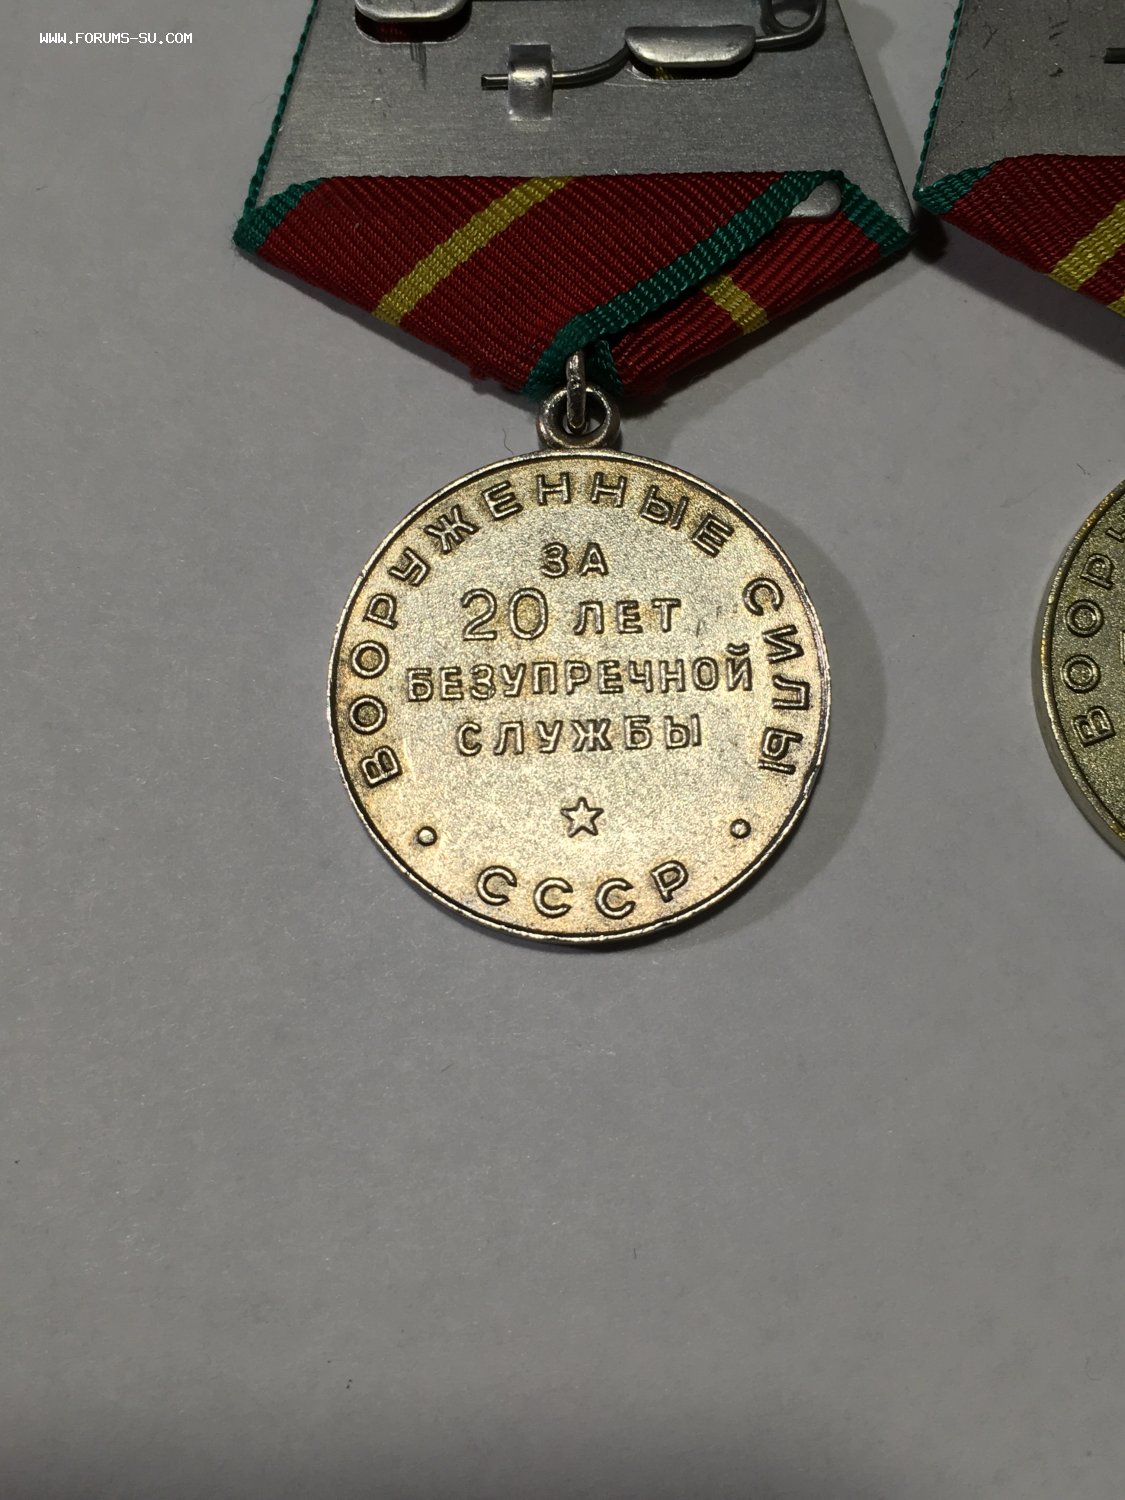 WWW.FORUMS-SU.COM
ВООРУЖЕННЫЕ СИЛЫ
ЗА
20 ЛЕТ
БЕЗУПРЕЧНОЙ
СЛУЖБЫ
СССР